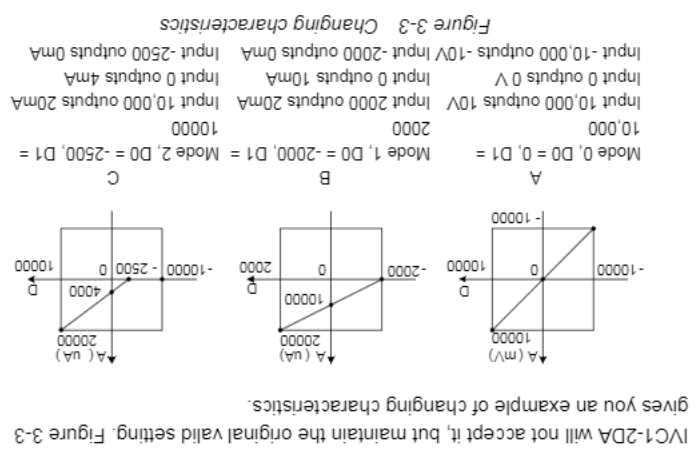 IVC1-2DA will not accept it, but maintain the original valid setting. Figure 3-3
gives you an example of changing characteristics.
A ( mV) A ( uA) A ( uA )
10000 20000 20000
10000 4000
D D D
- 10000 0 10000 -2000 0 2000 - 10000 - 2500 0 10000
- 10000
A B C
Mode 0, D0 = 0, D1 = Mode 1, D0 = -2000, D1 = Mode 2, D0 = -2500, D1 =
10,000 2000 10000
Input 10,000 outputs 10V Input 2000 outputs 20mA Input 10,000 outputs 20mA
Input 0 outputs 0 V Input 0 outputs 10mA Input 0 outputs 4mA
Input -10,000 outputs -10V Input -2000 outputs 0mA Input -2500 outputs 0mA
Figure 3-3 Changing characteristics